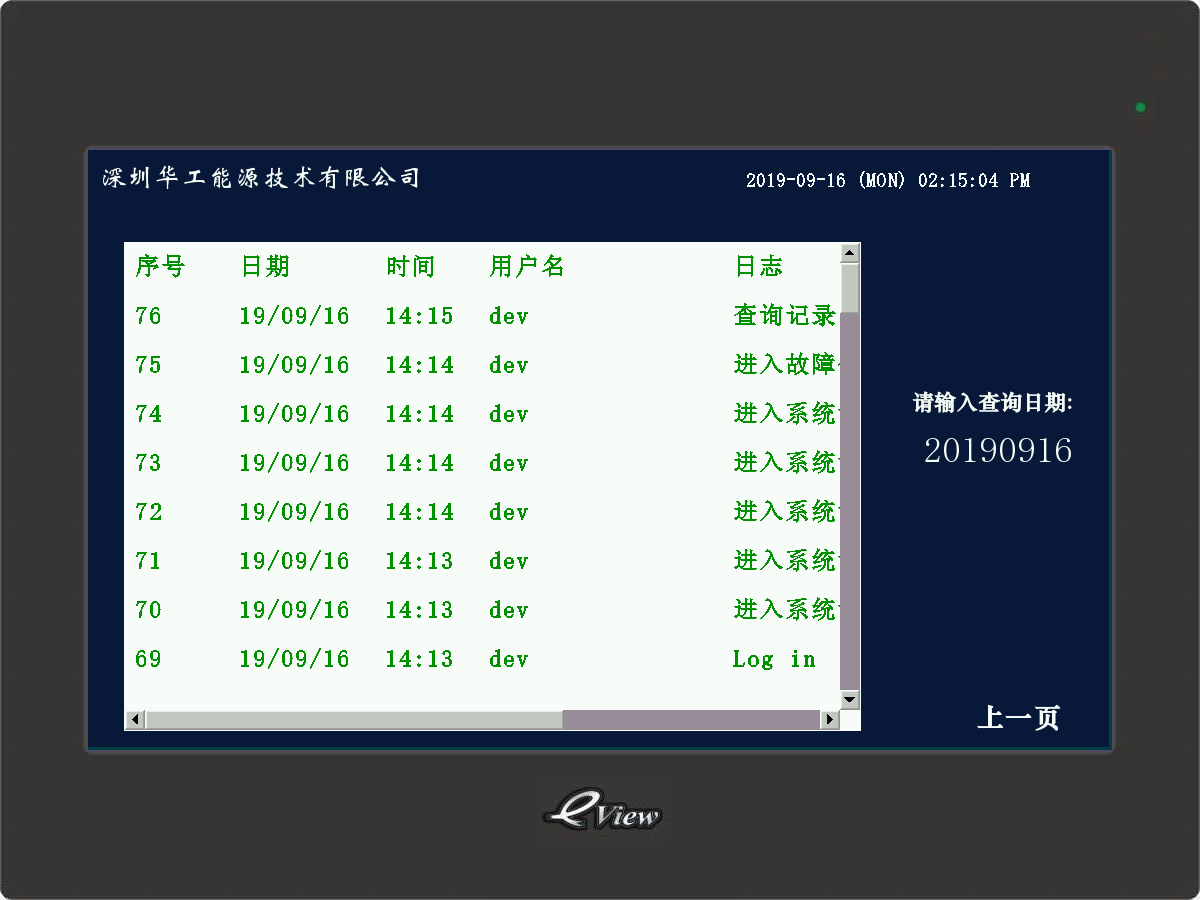 深圳华工能源技术有限公司
2019-09-16 (MON) 02:15:04 PM
序号 日期 时间 用户名 日志
76 19/09/16 14:15 dev 查询记录
75 19/09/16 14:14 dev 进入故障
74 19/09/16 14:14 dev 进入系统
73 19/09/16 14:14 dev 进入系统
72 19/09/16 14:14 dev 进入系统
71 19/09/16 14:13 dev 进入系统
70 19/09/16 14:13 dev 进入系统
69 19/09/16 14:13 dev Log in
请输入查询日期:
20190916
上一页
eView